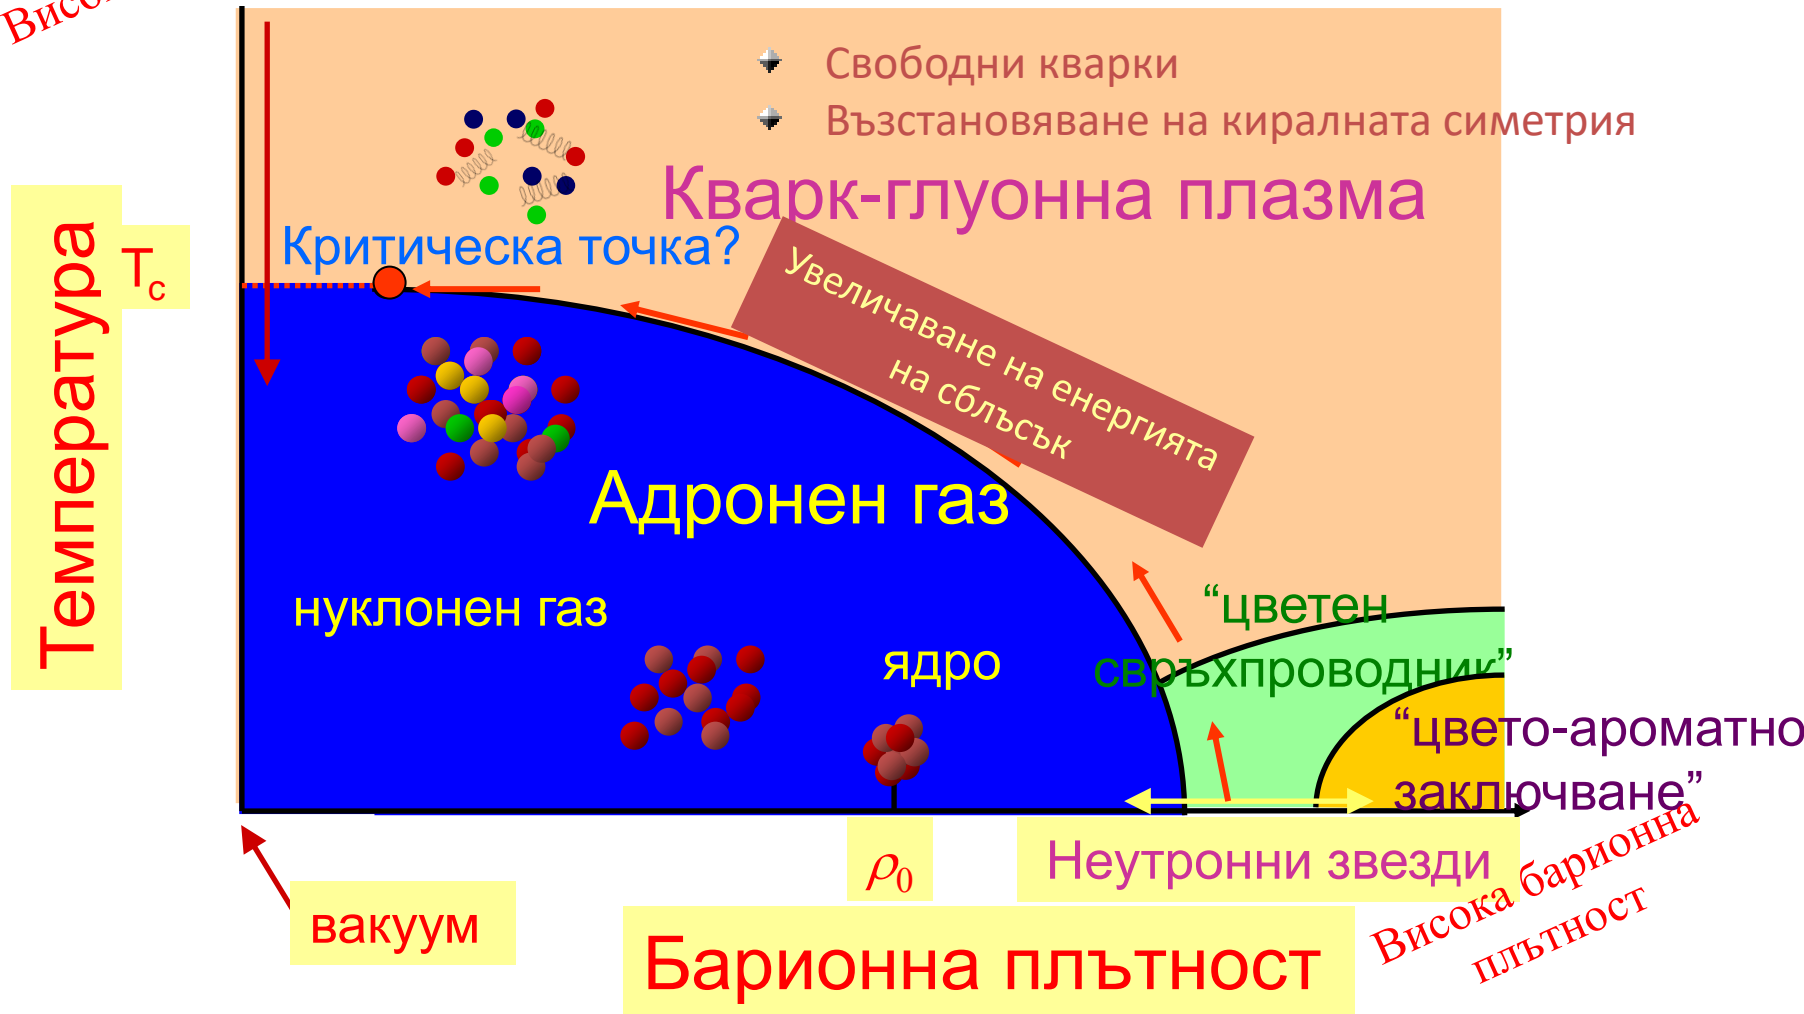 Свободни кварки
Възстановяване на киралната симетрия
Кварк-глуонна плазма
Критическа точка?
Температура
Tc
Увеличаване на енергията
на сблъсък
Адронен газ
нуклонен газ
ядро
“цветен
свръхпроводник”
“цвето-ароматно
заключване”
ρ0
Неутронни звезди
Висока барионна
плътност
вакуум
Барионна плътност